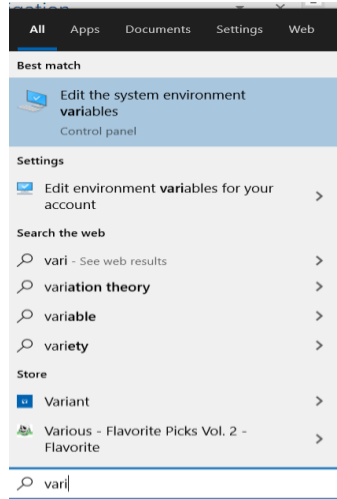 All Apps Documents Settings Web
Best match
Edit the system environment
variables
Control panel
Settings
Edit environment variables for your
account
Search the web
vari - See web results
variation theory
variable
variety
Store
Variant
Various - Flavorite Picks Vol. 2 -
Flavorite
vari